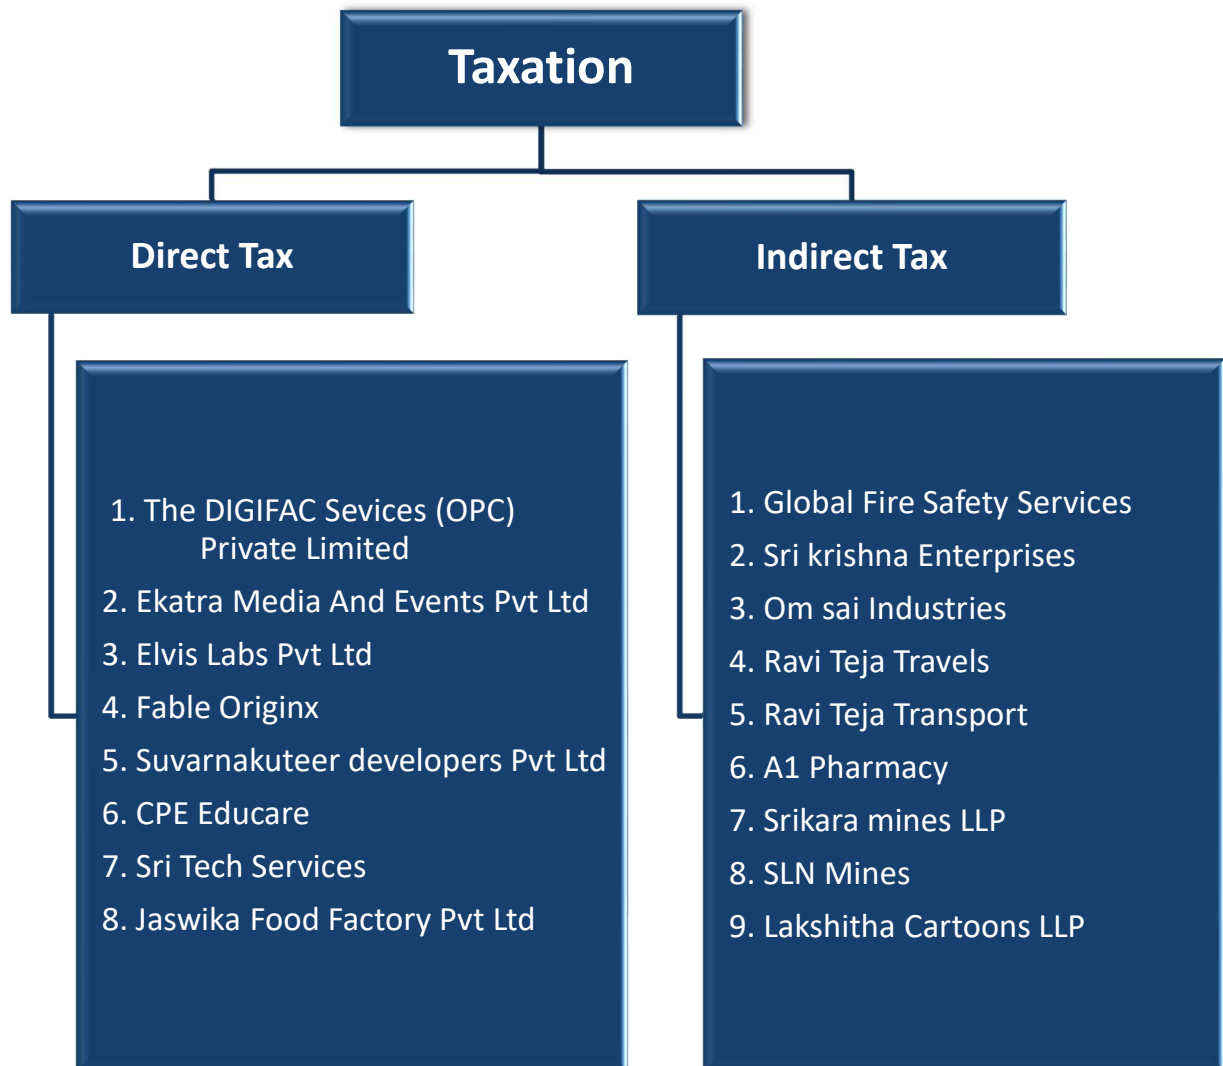 Taxation
Direct Tax
1. The DIGIFAC Sevices (OPC)
Private Limited
2. Ekatra Media And Events Pvt Ltd
3. Elvis Labs Pvt Ltd
4. Fable Originx
5. Suvarnakuteer developers Pvt Ltd
6. CPE Educare
7. Sri Tech Services
8. Jaswika Food Factory Pvt Ltd
Indirect Tax
1. Global Fire Safety Services
2. Sri krishna Enterprises
3. Om sai Industries
4. Ravi Teja Travels
5. Ravi Teja Transport
6. A1 Pharmacy
7. Srikara mines LLP
8. SLN Mines
9. Lakshitha Cartoons LLP